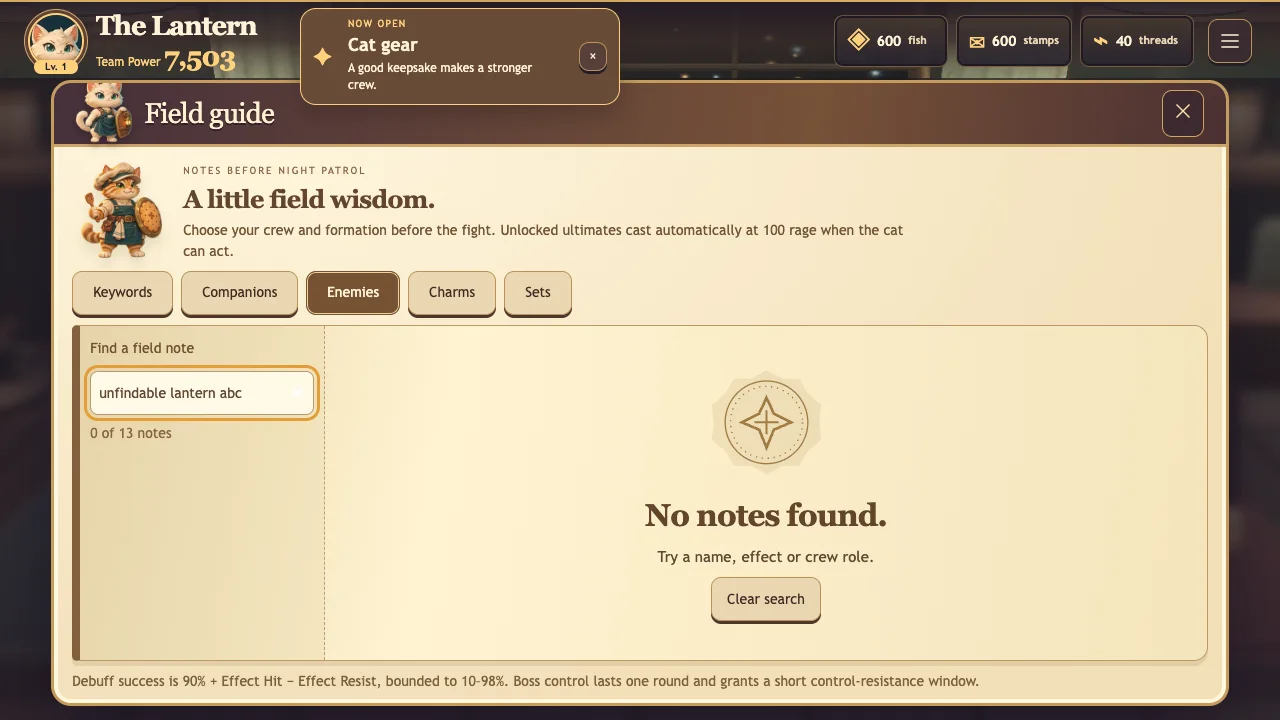 The Lantern
Team Power 7,503
Lv. 1
NOW OPEN
Cat gear
A good keepsake makes a stronger
crew.
×
600 fish
600 stamps
40 threads
Field guide
NOTES BEFORE NIGHT PATROL
A little field wisdom.
Choose your crew and formation before the fight. Unlocked ultimates cast automatically at 100 rage when the cat
can act.
Keywords
Companions
Enemies
Charms
Sets
Find a field note
unfindable lantern abc
0 of 13 notes
No notes found.
Try a name, effect or crew role.
Clear search
Debuff success is 90% + Effect Hit − Effect Resist, bounded to 10–98%. Boss control lasts one round and grants a short control-resistance window.